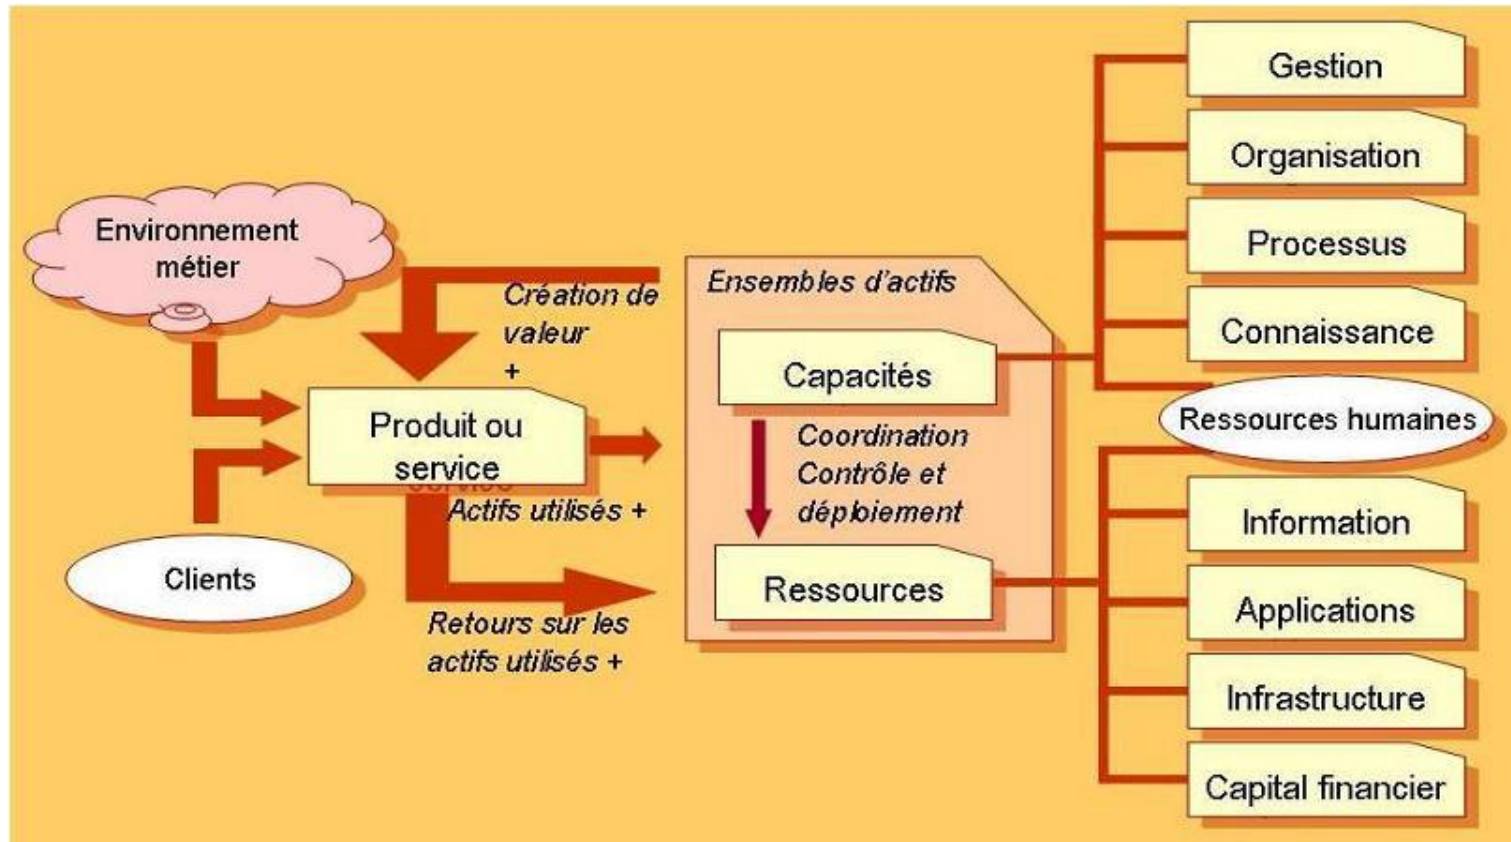 Environnement
métier
Clients
Création de
valeur
+
Produit ou
service
Actifs utilisés +
Retours sur les
actifs utilisés +
Ensembles d'actifs
Capacités
Coordination
Contrôle et
déploiement
Ressources
Gestion
Organisation
Processus
Connaissance
Ressources humaines
Information
Applications
Infrastructure
Capital financier